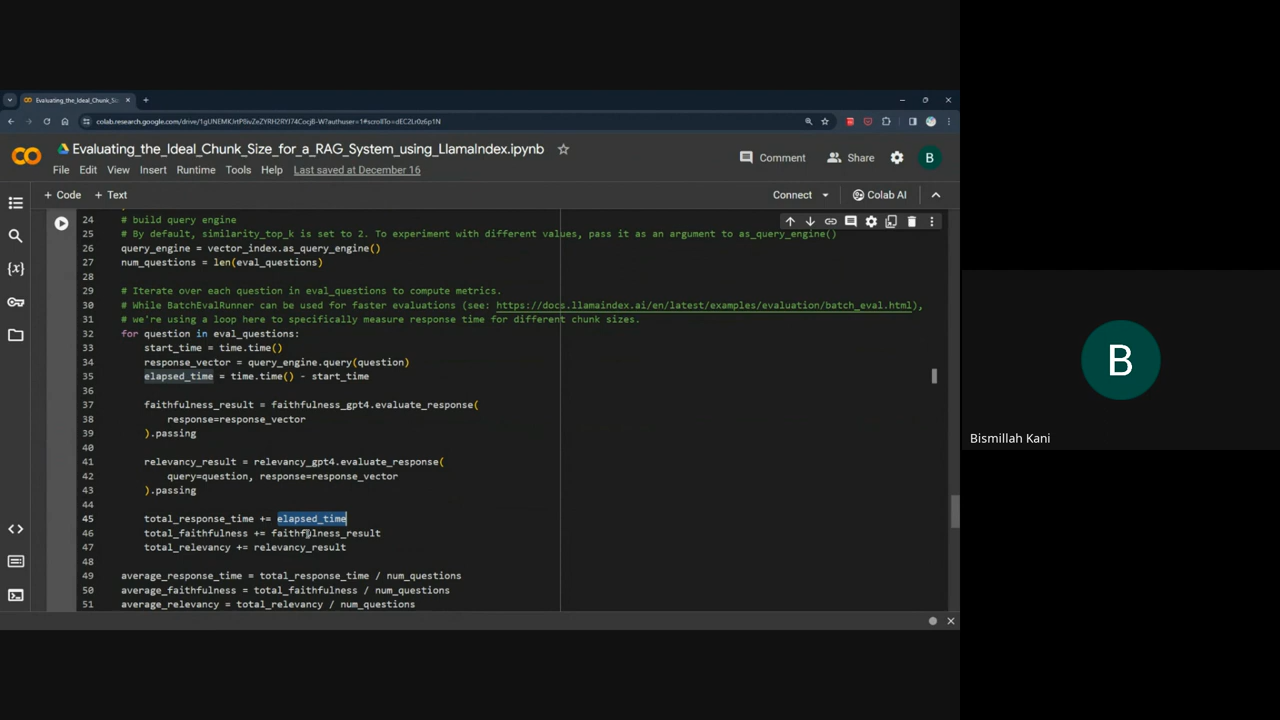 Evaluating_the_Ideal_Chunk_Si
colab.research.google.com/drive/
Evaluating_the_Ideal_Chunk_Size_for_a_RAG_System_using_LlamaIndex.ipynb
Comment
Share
B
File Edit View Insert Runtime Tools Help Last saved at December 16
+ Code + Text
Connect
Colab AI
24 # build query engine
25 # By default, similarity_top_k is set to 2. To experiment with different values, pass it as an argument to as_query_engine()
26 query_engine = vector_index.as_query_engine()
27 num_questions = len(eval_questions)
28
29 # Iterate over each question in eval_questions to compute metrics.
30 # While BatchEvalRunner can be used for faster evaluations (see: https://docs.llamaindex.ai/en/latest/examples/evaluation/batch_eval.html),
31 # we're using a loop here to specifically measure response time for different chunk sizes.
32 for question in eval_questions:
33 start_time = time.time()
34 response_vector = query_engine.query(question)
35 elapsed_time = time.time() - start_time
36
37 faithfulness_result = faithfulness_gpt4.evaluate_response(
38 response=response_vector
39 ).passing
40
41 relevancy_result = relevancy_gpt4.evaluate_response(
42 query=question, response=response_vector
43 ).passing
44
45 total_response_time += elapsed_time
46 total_faithfulness += faithfulness_result
47 total_relevancy += relevancy_result
48
49 average_response_time = total_response_time / num_questions
50 average_faithfulness = total_faithfulness / num_questions
51 average_relevancy = total_relevancy / num_questions
B
Bismillah Kani